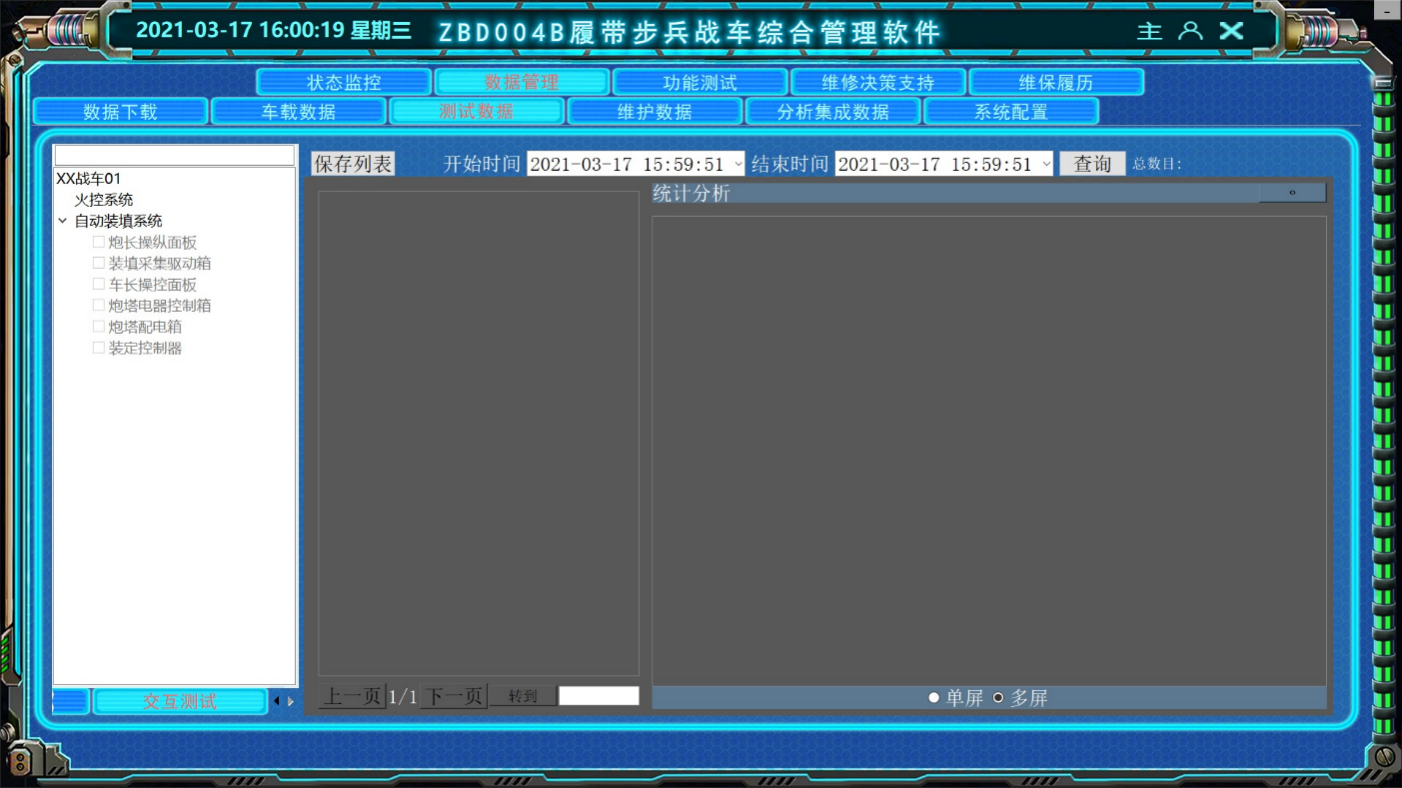 2021-03-17 16:00:19 星期三 ZBD004B履带步兵战车综合管理软件 主
状态监控 数据管理 功能测试 维修决策支持 维保履历
数据下载 车载数据 测试数据 维护数据 分析集成数据 系统配置
保存列表 开始时间 2021-03-17 15:59:51 结束时间 2021-03-17 15:59:51 查询 总数目:
XX战车01
火控系统
自动装填系统
炮长操纵面板
装填采集驱动箱
车长操控面板
炮塔电器控制箱
炮塔配电箱
装定控制器
统计分析
交互测试
上一页 1/1 下一页 转到
单屏 多屏